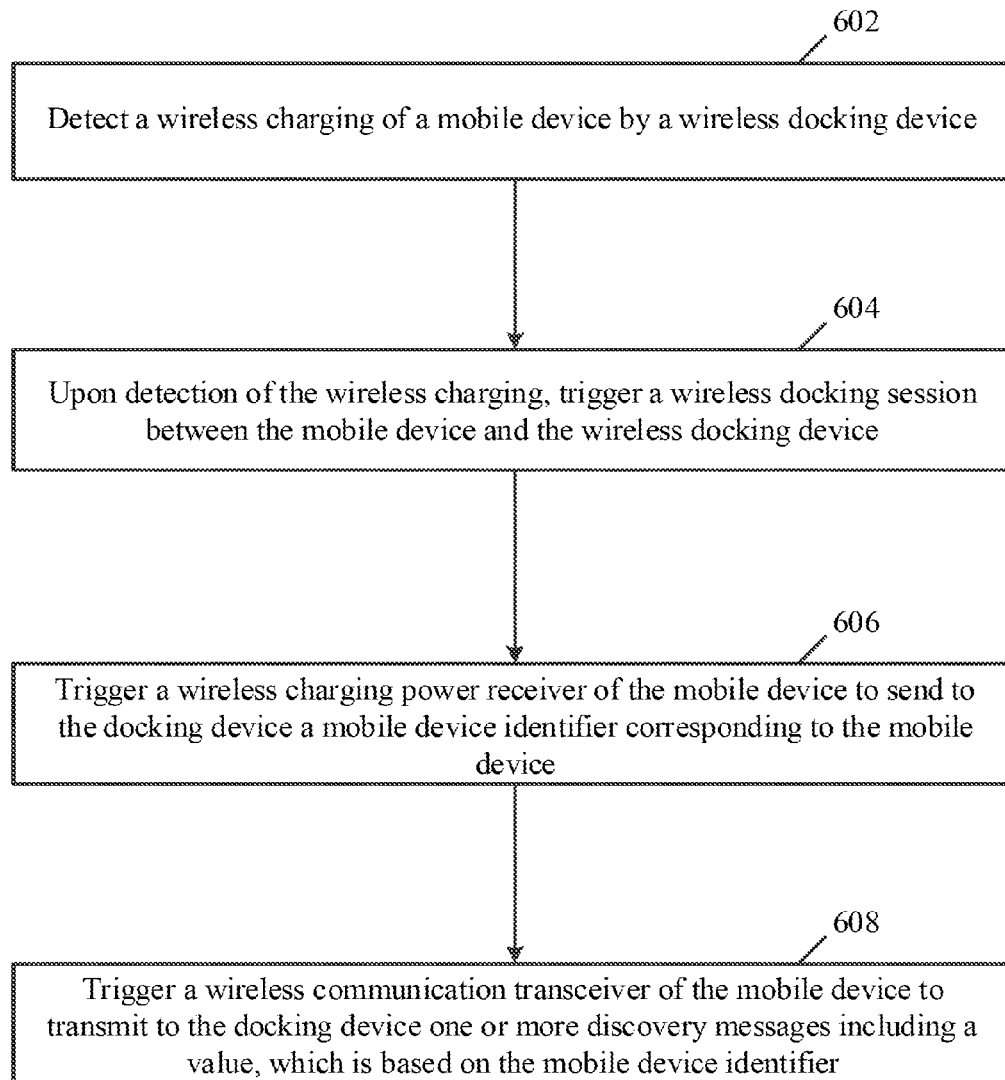 602
Detect a wireless charging of a mobile device by a wireless docking device
604
Upon detection of the wireless charging, trigger a wireless docking session
between the mobile device and the wireless docking device
606
Trigger a wireless charging power receiver of the mobile device to send to
the docking device a mobile device identifier corresponding to the mobile
device
608
Trigger a wireless communication transceiver of the mobile device to
transmit to the docking device one or more discovery messages including a
value, which is based on the mobile device identifier